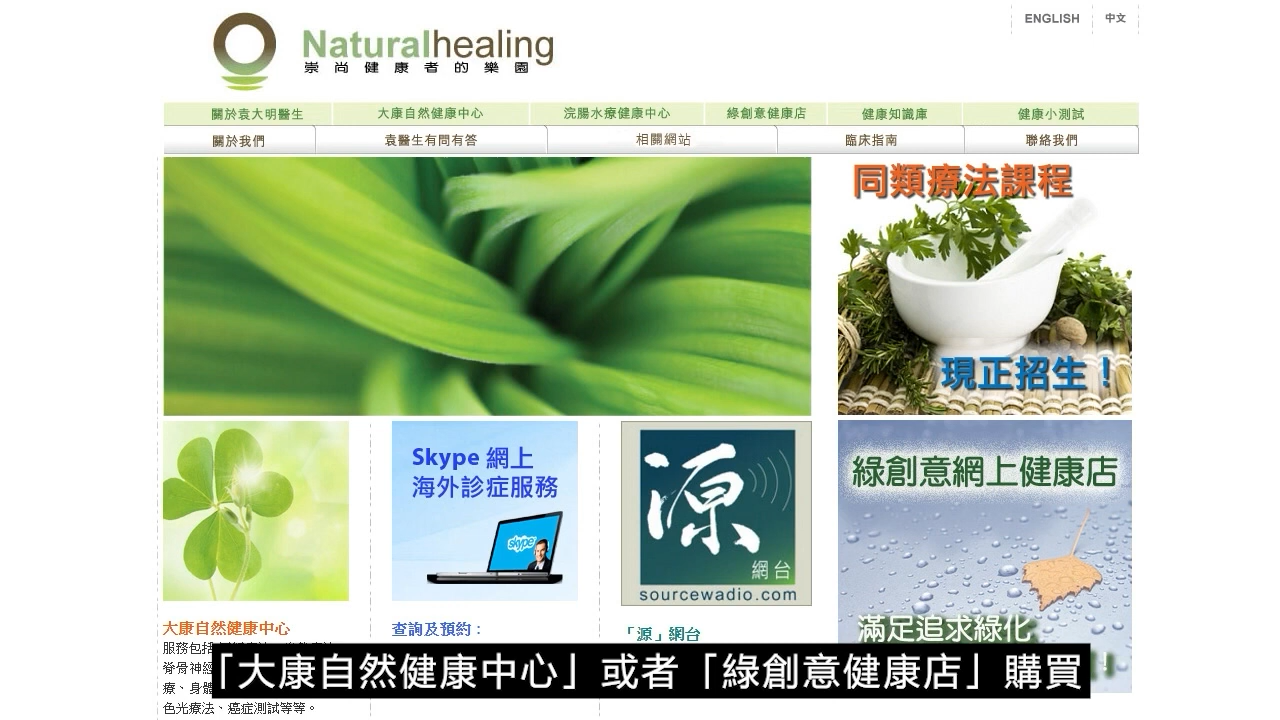 ENGLISH 中文
Naturalhealing
崇尚健康者的樂園
關於袁大明醫生 大康自然健康中心 浣腸水療健康中心 綠創意健康店 健康知識庫 健康小測試
關於我們 袁醫生有問有答 相關網站 臨床指南 聯絡我們
同類療法課程
現正招生！
Skype 網上
海外診症服務
skype
源
網台
sourcewadio.com
綠創意網上健康店
滿足追求綠化
大康自然健康中心
服務包括
脊骨神經
療、身體
色光療法、癌症測試等等。
查詢及預約：
「源」網台
「大康自然健康中心」或者「綠創意健康店」購買